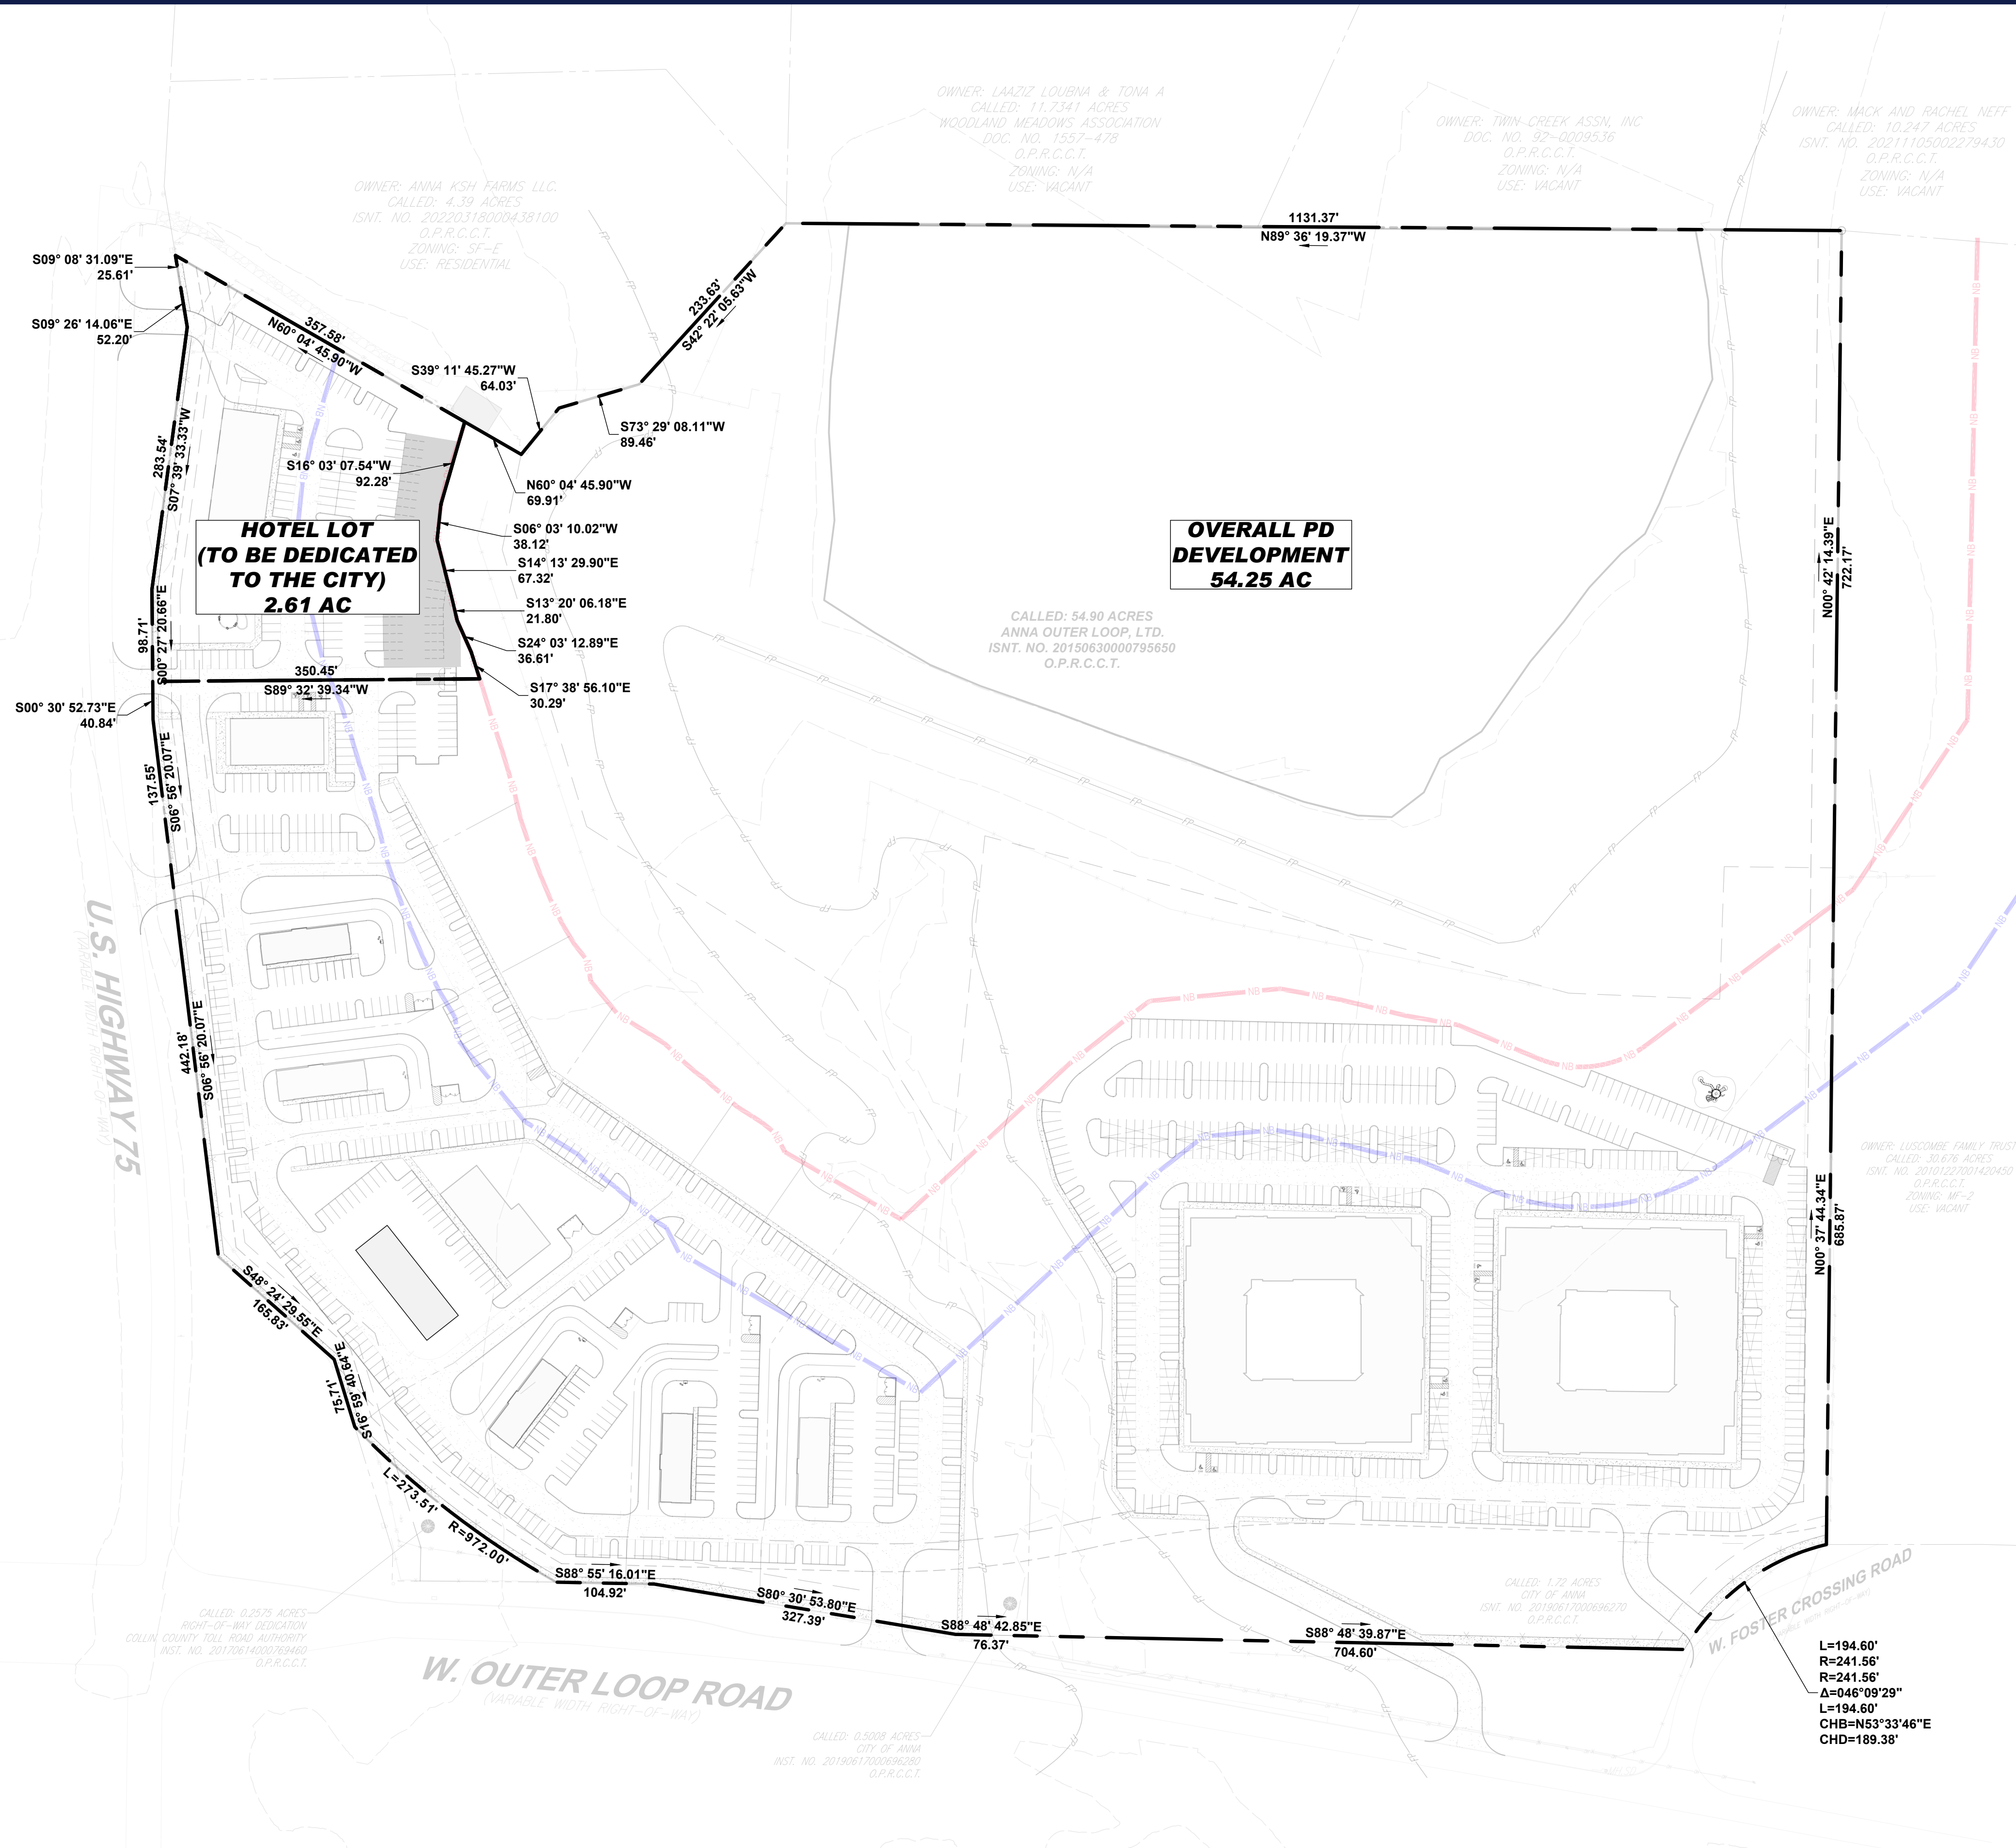 OWNER: LAAZIZ LOUBNA & TONA A
CALLED: 11.7341 ACRES
WOODLAND MEADOWS ASSOCIATION
DOC. NO. 1557-478
O.P.R.C.C.T.
ZONING: N/A
USE: VACANT
OWNER: TWIN CREEK ASSN, INC
DOC. NO. 92-0009536
O.P.R.C.C.T.
ZONING: N/A
USE: VACANT
OWNER: MACK AND RACHEL NEFF
CALLED: 10.247 ACRES
ISNT. NO. 20211105002279430
O.P.R.C.C.T.
ZONING: N/A
USE: VACANT
OWNER: ANNA KSH FARMS LLC.
CALLED: 4.39 ACRES
ISNT. NO. 20220318000438100
O.P.R.C.C.T.
ZONING: SF-E
USE: RESIDENTIAL
1131.37'
N89° 36' 19.37"W
S09° 08' 31.09"E
25.61'
S09° 26' 14.06"E
52.20'
357.58'
N60° 04' 45.90"W
233.63'
S42° 22' 05.63"W
S39° 11' 45.27"W
64.03'
S73° 29' 08.11"W
89.46'
283.54'
S07° 39' 33.33"W
S16° 03' 07.54"W
92.28'
N60° 04' 45.90"W
69.91'
S06° 03' 10.02"W
38.12'
S14° 13' 29.90"E
67.32'
S13° 20' 06.18"E
21.80'
S24° 03' 12.89"E
36.61'
S17° 38' 56.10"E
30.29'
HOTEL LOT
(TO BE DEDICATED
TO THE CITY)
2.61 AC
OVERALL PD
DEVELOPMENT
54.25 AC
N00° 42' 14.39"E
722.17'
CALLED: 54.90 ACRES
ANNA OUTER LOOP, LTD.
ISNT. NO. 20150630000795650
O.P.R.C.C.T.
98.71'
S00° 27' 20.66"E
350.45'
S89° 32' 39.34"W
S00° 30' 52.73"E
40.84'
137.55'
S06° 56' 20.07"E
U.S. HIGHWAY 75
(VARIABLE WIDTH RIGHT-OF-WAY)
442.18'
S06° 56' 20.07"E
OWNER: LUSCOMBE FAMILY TRUST
CALLED: 30.676 ACRES
ISNT. NO. 20101227001420450
O.P.R.C.C.T.
ZONING: MF-2
USE: VACANT
N00° 37' 44.34"E
685.87'
S48° 24' 29.55"E
165.83'
S16° 59' 40.64"E
75.71'
L=273.51'
R=972.00'
S88° 55' 16.01"E
104.92'
S80° 30' 53.80"E
327.39'
S88° 48' 42.85"E
76.37'
S88° 48' 39.87"E
704.60'
CALLED: 1.72 ACRES
CITY OF ANNA
ISNT. NO. 20190617000696270
O.P.R.C.C.T.
W. FOSTER CROSSING ROAD
CALLED: 0.2575 ACRES
RIGHT-OF-WAY DEDICATION
COLLIN COUNTY TOLL ROAD AUTHORITY
INST. NO. 20170614000769460
O.P.R.C.C.T.
W. OUTER LOOP ROAD
(VARIABLE WIDTH RIGHT-OF-WAY)
CALLED: 0.5008 ACRES
CITY OF ANNA
INST. NO. 20190617000696280
O.P.R.C.C.T.
L=194.60'
R=241.56'
R=241.56'
Δ=046°09'29"
L=194.60'
CHB=N53°33'46"E
CHD=189.38'